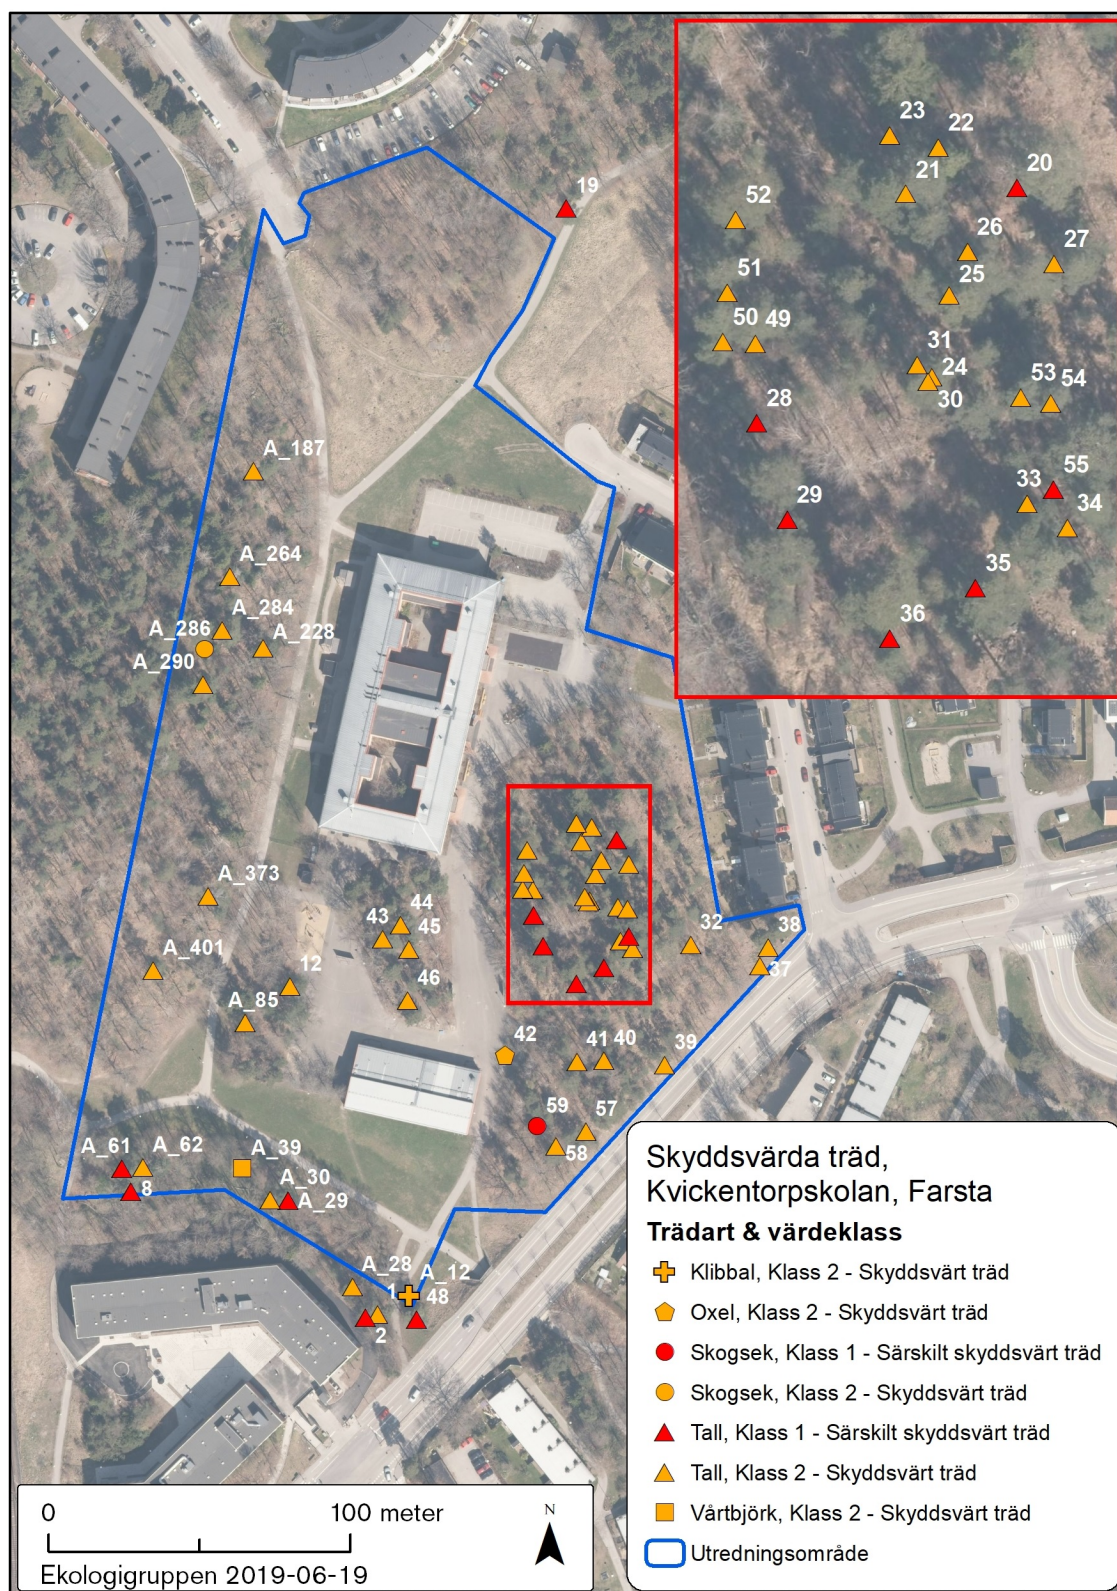 19
23
22
20
21
52
26
27
51
25
50
49
31
24
53
54
30
28
55
33
34
29
35
36
A_187
A_264
A_284
A_286
A_228
A_290
A_373
44
43
45
32
38
A_401
46
37
12
A_85
42
41
40
39
59
57
58
A_61
A_62
A_39
A_30
8
A_29
A_28
A_12
1
48
2
Skyddsvärda träd,
Kvickentorpskolan, Farsta
Trädart & värdeklass
Klibbal, Klass 2 - Skyddsvärt träd
Oxel, Klass 2 - Skyddsvärt träd
Skogsek, Klass 1 - Särskilt skyddsvärt träd
Skogsek, Klass 2 - Skyddsvärt träd
Tall, Klass 1 - Särskilt skyddsvärt träd
Tall, Klass 2 - Skyddsvärt träd
Vårtbjörk, Klass 2 - Skyddsvärt träd
Utredningsområde
0 100 meter
N
Ekologigruppen 2019-06-19